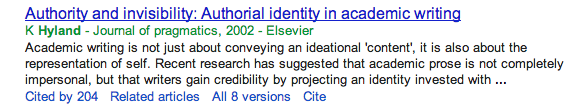 Authority and invisibility: Authorial identity in academic writing
K Hyland - Journal of pragmatics, 2002 - Elsevier
Academic writing is not just about conveying an ideational 'content', it is also about the
representation of self. Recent research has suggested that academic prose is not completely
impersonal, but that writers gain credibility by projecting an identity invested with ...
Cited by 204 Related articles All 8 versions Cite